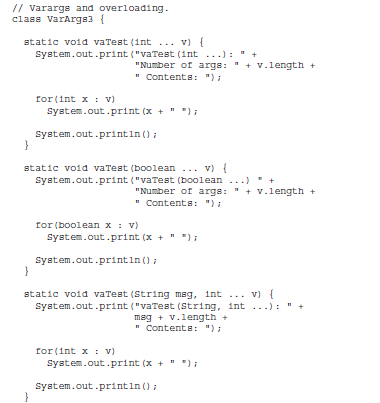 // Varargs and overloading.
class VarArgs3 {
static void vaTest(int ... v) {
System.out.print("vaTest(int ...): " +
"Number of args: " + v.length +
" Contents: ");
for(int x : v)
System.out.print(x + " ");
System.out.println();
}
static void vaTest(boolean ... v) {
System.out.print("vaTest(boolean ...) " +
"Number of args: " + v.length +
" Contents: ");
for(boolean x : v)
System.out.print(x + " ");
System.out.println();
}
static void vaTest(String msg, int ... v) {
System.out.print("vaTest(String, int ...): " +
msg + v.length +
" Contents: ");
for(int x : v)
System.out.print(x + " ");
System.out.println();
}